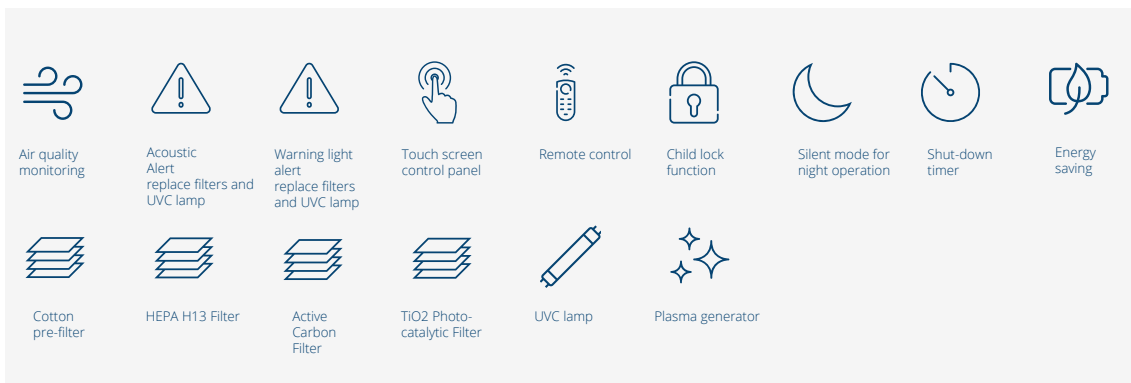 Air quality
monitoring
Acoustic
Alert
replace filters and
UVC lamp
Warning light
alert
replace filters
and UVC lamp
Touch screen
control panel
Remote control
Child lock
function
Silent mode for
night operation
Shut-down
timer
Energy
saving
Cotton
pre-filter
HEPA H13 Filter
Active
Carbon
Filter
TiO2 Photo-
catalytic Filter
UVC lamp
Plasma generator